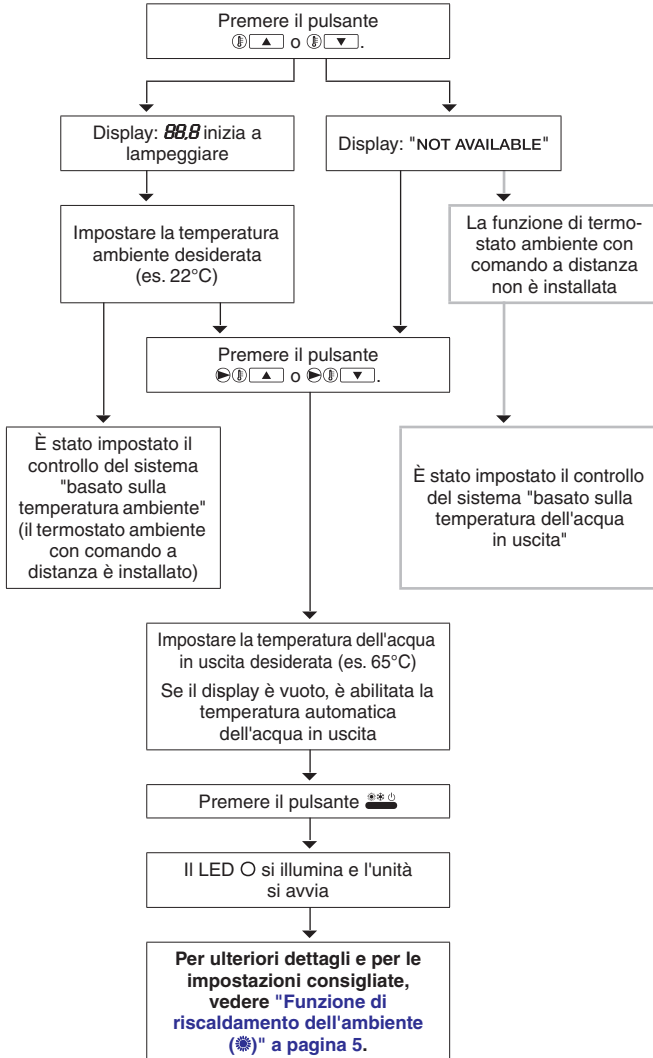 Premere il pulsante
▲ o ▼.
Display: 88,8 inizia a
lampeggiare
Display: "NOT AVAILABLE"
Impostare la temperatura
ambiente desiderata
(es. 22°C)
La funzione di termo-
stato ambiente con
comando a distanza
non è installata
Premere il pulsante
▲ o ▼.
È stato impostato il
controllo del sistema
"basato sulla
temperatura ambiente"
(il termostato ambiente
con comando a
distanza è installato)
È stato impostato il controllo
del sistema "basato sulla
temperatura dell'acqua
in uscita"
Impostare la temperatura dell'acqua
in uscita desiderata (es. 65°C)
Se il display è vuoto, è abilitata la
temperatura automatica
dell'acqua in uscita
Premere il pulsante
Il LED si illumina e l'unità
si avvia
Per ulteriori dettagli e per le
impostazioni consigliate,
vedere "Funzione di
riscaldamento dell'ambiente
()" a pagina 5.